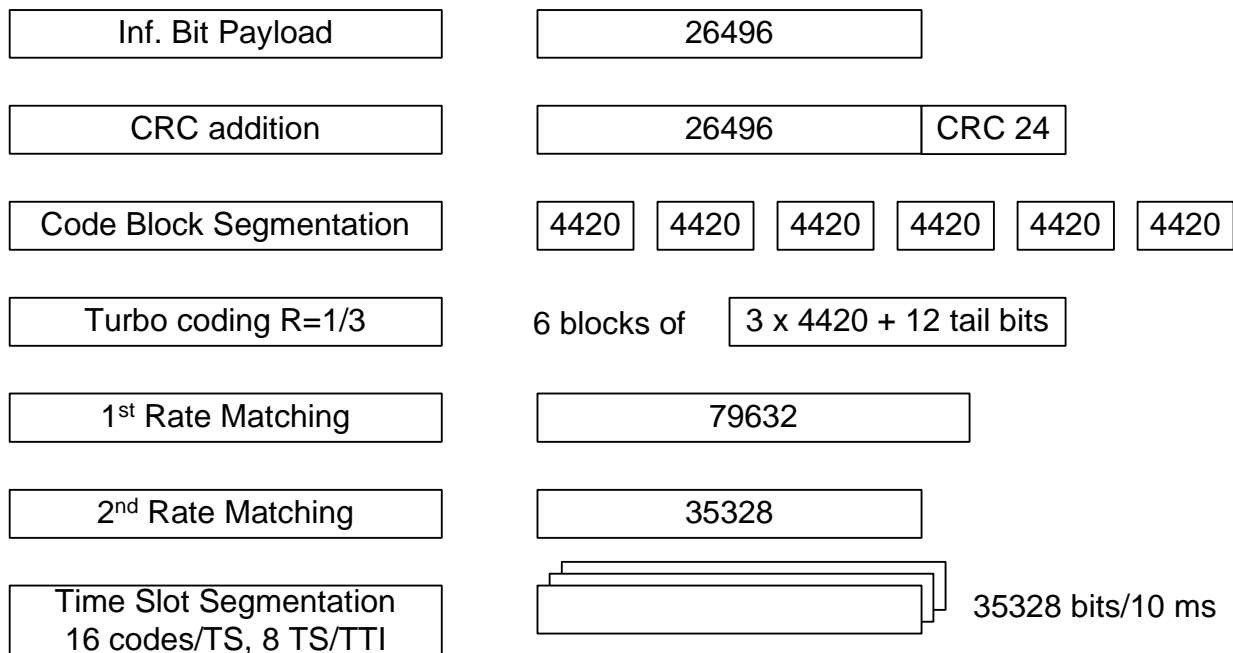 Inf. Bit Payload 26496
CRC addition 26496 CRC 24
Code Block Segmentation 4420 4420 4420 4420 4420 4420
Turbo coding R=1/3 6 blocks of 3 x 4420 + 12 tail bits
1st Rate Matching 79632
2nd Rate Matching 35328
Time Slot Segmentation
16 codes/TS, 8 TS/TTI
35328 bits/10 ms